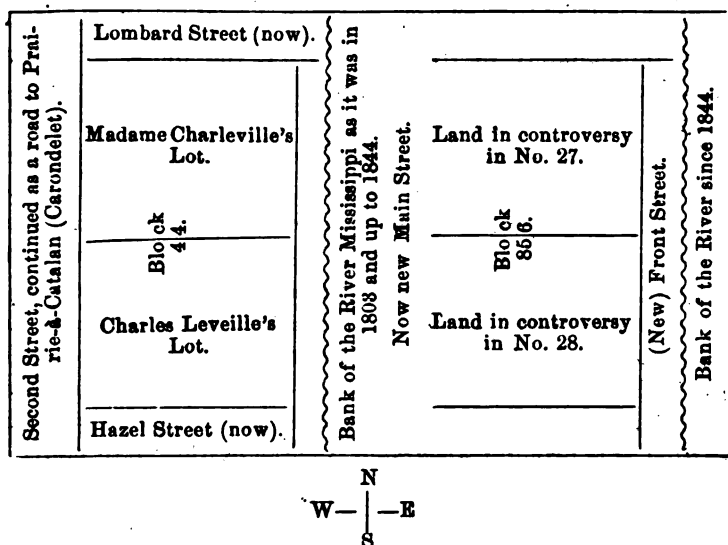 Second Street, continued as a road to Prai-
rie-à-Catalan (Carondelet).
Lombard Street (now).
Madame Charleville's
Lot.
Block
44.
Charles Leveille's
Lot.
Hazel Street (now).
Bank of the River Mississippi as it was in
1803 and up to 1844.
Now new Main Street.
Land in controversy
in No. 27.
Block
856.
Land in controversy
in No. 28.
(New) Front Street.
Bank of the River since 1844.
N
W — | — E
S